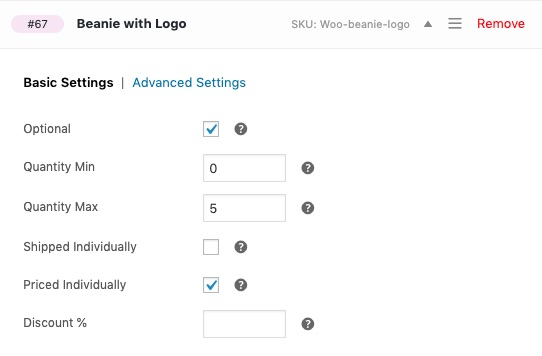 #67 Beanie with Logo SKU: Woo-beanie-logo Remove
Basic Settings | Advanced Settings
Optional
Quantity Min 0
Quantity Max 5
Shipped Individually
Priced Individually
Discount %